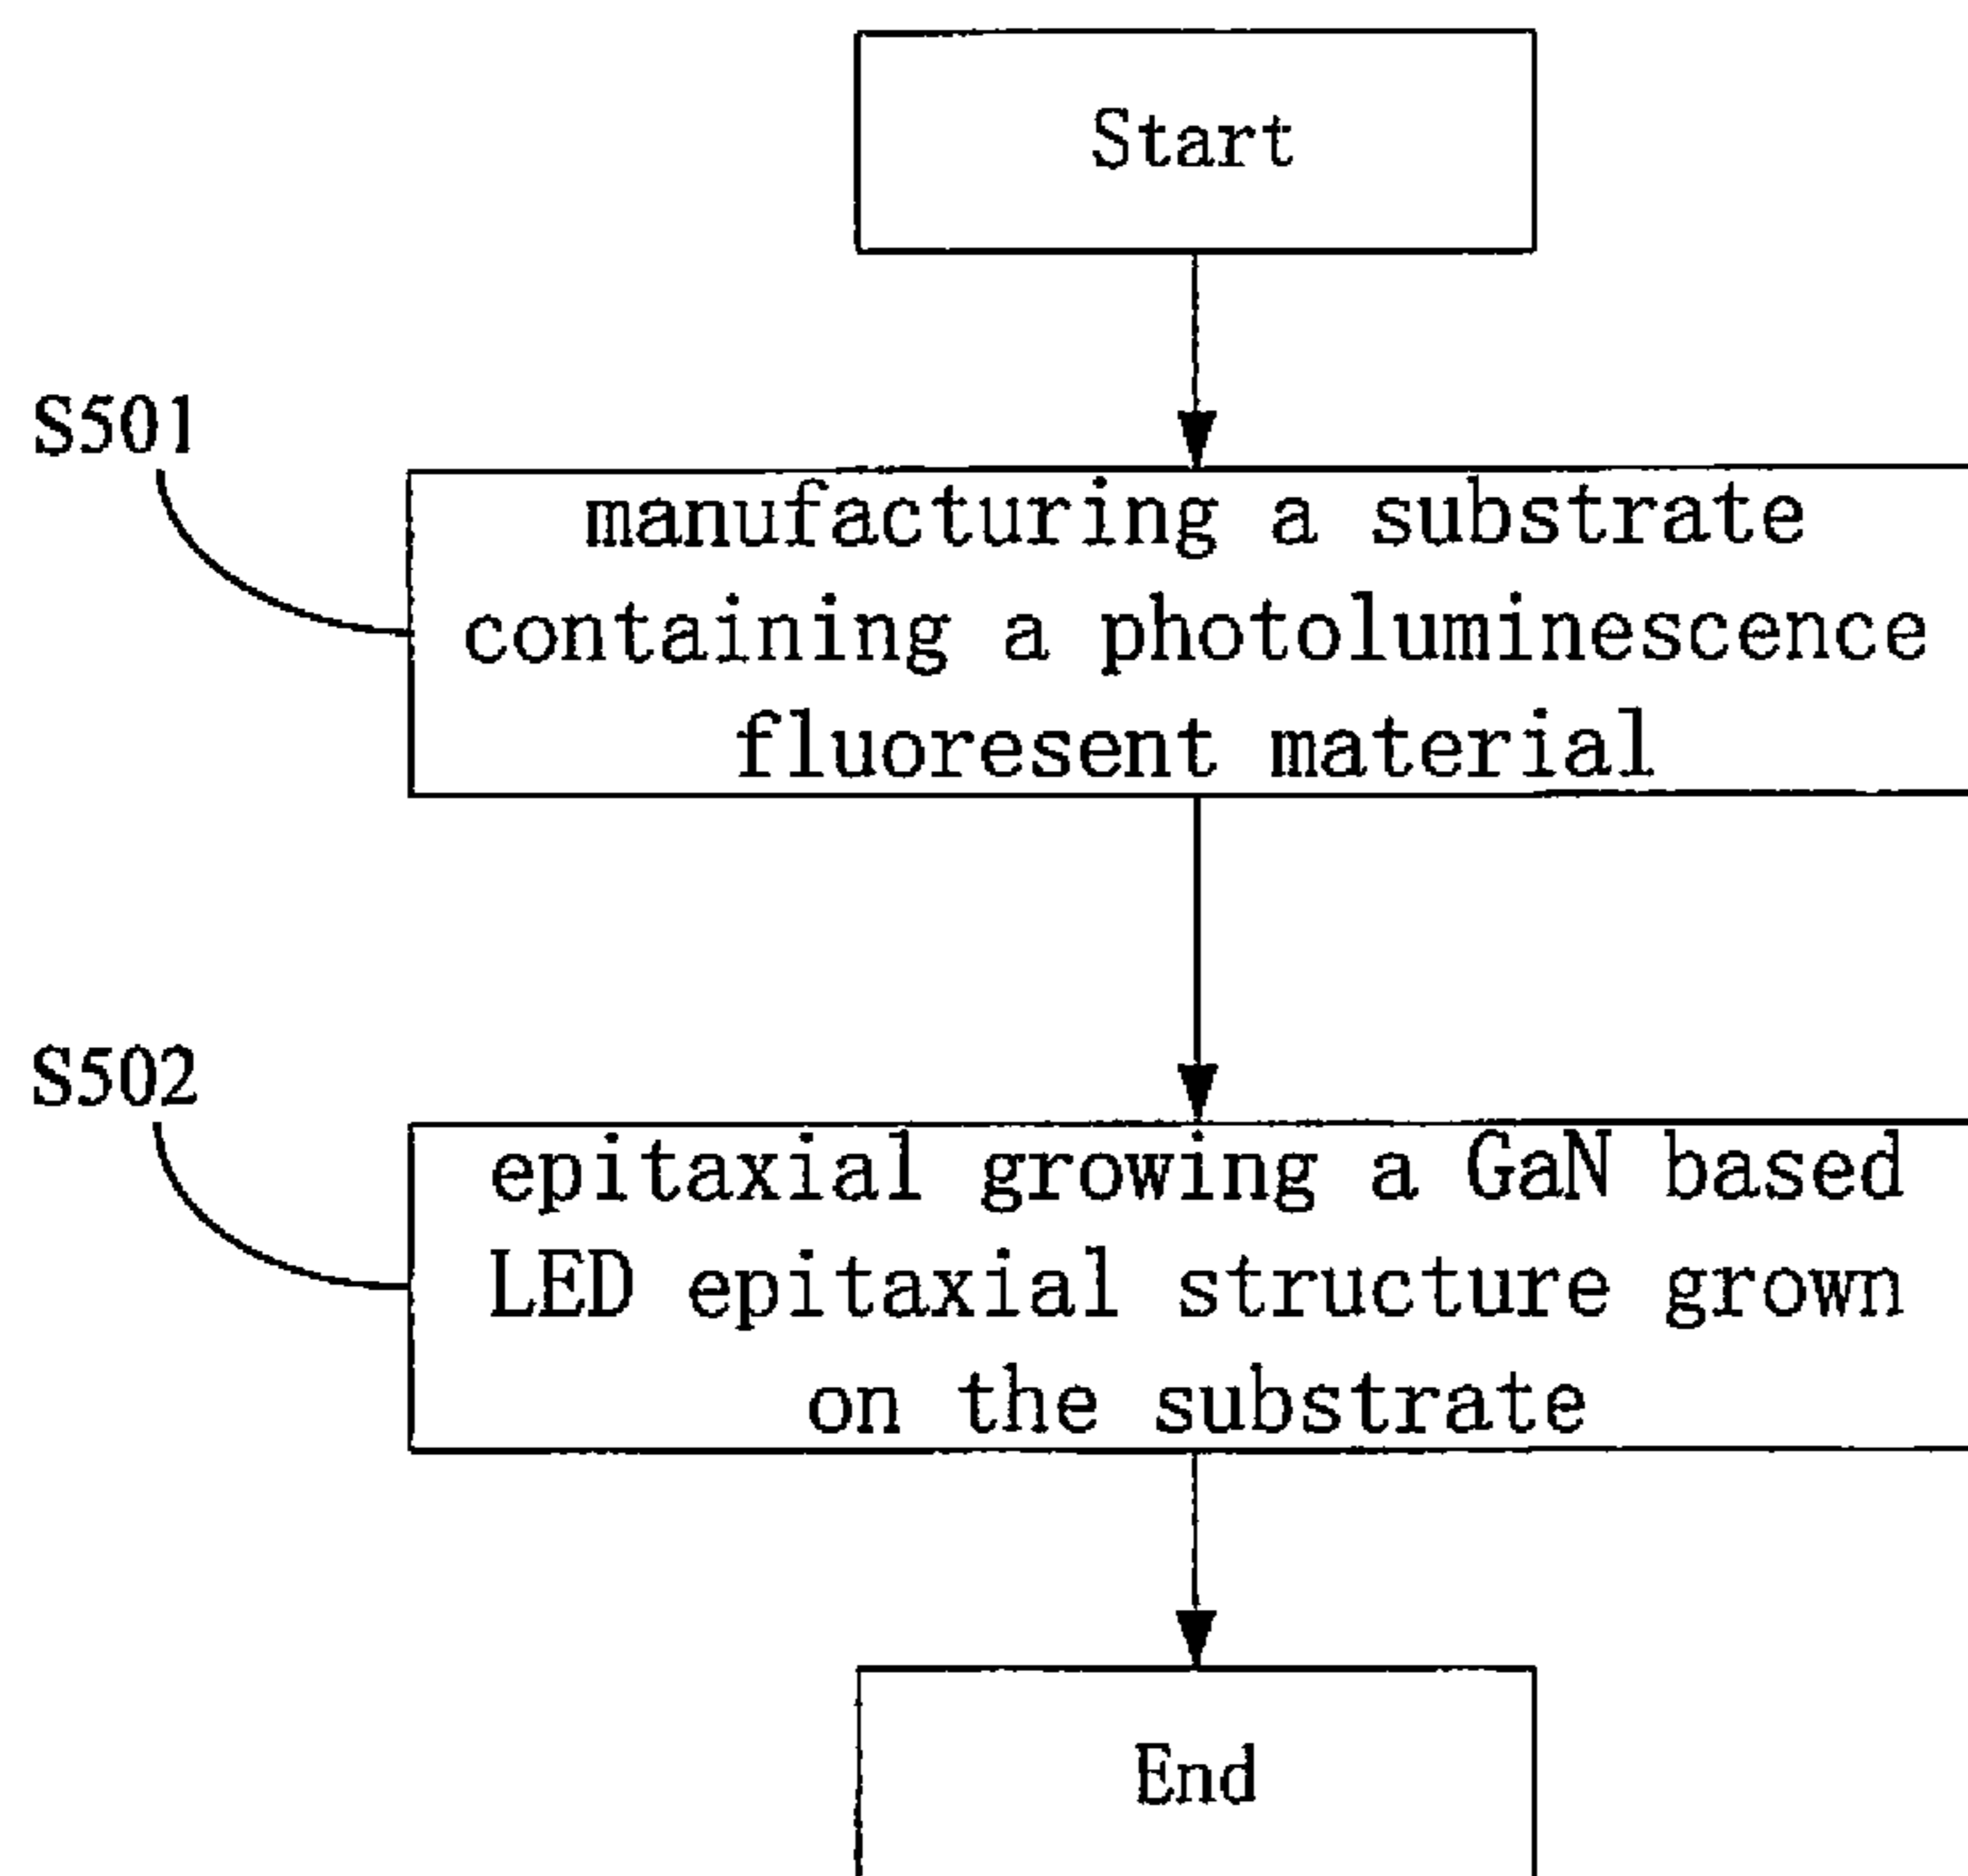 Start
S501
manufacturing a substrate
containing a photoluminescence
fluoresent material
S502
epitaxial growing a GaN based
LED epitaxial structure grown
on the substrate
End